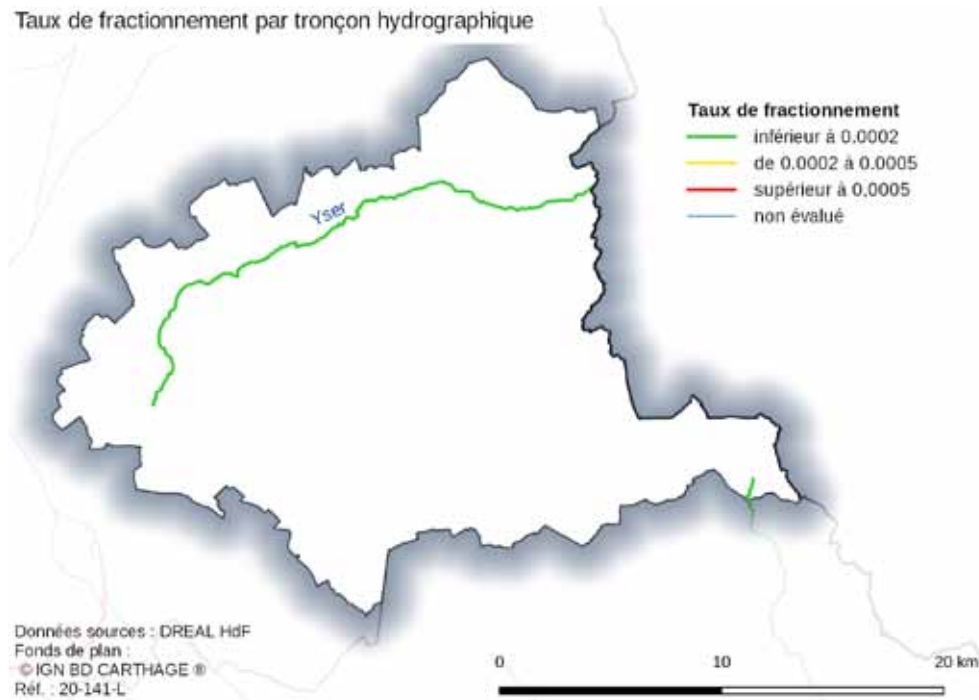 Taux de fractionnement par tronçon hydrographique
Taux de fractionnement
inférieur à 0.0002
de 0.0002 à 0.0005
supérieur à 0.0005
non évalué
Yser
Données sources : DREAL HdF
Fonds de plan :
© IGN BD CARTHAGE ®
Réf. : 20-141-L
0 10 20 km